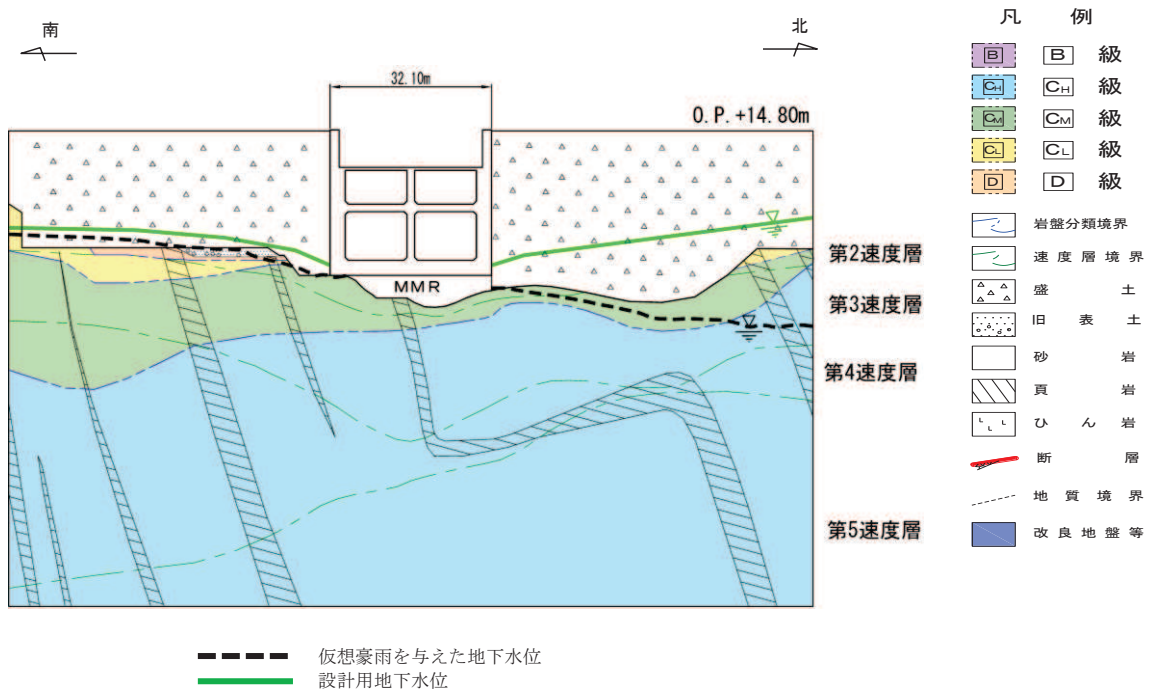 南
北
32.10m
O.P.+14.80m
MMR
第2速度層
第3速度層
第4速度層
第5速度層
凡 例
B B 級
CH CH 級
CM CM 級
CL CL 級
D D 級
岩盤分類境界
速度層境界
盛土
旧表土
砂岩
頁岩
ひん岩
断層
地質境界
改良地盤等
仮想豪雨を与えた地下水位
設計用地下水位